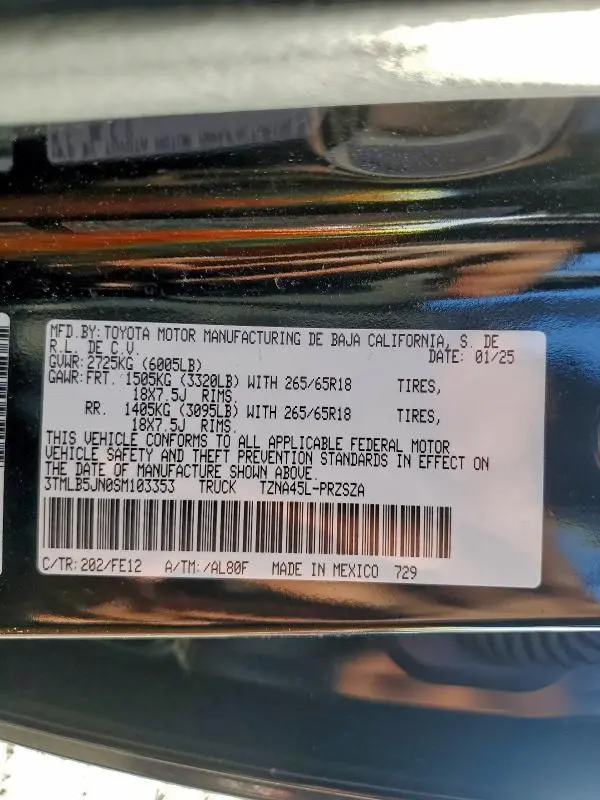 MFD BY: TOYOTA MOTOR MANUFACTURING DE BAJA CALIFORNIA, S. DE
R.L. DE C.V. DATE: 01/25
GVWR: 2725KG (6005LB)
GAWR: FRT. 1505KG (3320LB) WITH 265/65R18 TIRES,
18X7.5J RIMS.
RR. 1405KG (3095LB) WITH 265/65R18 TIRES,
18X7.5J RIMS.
THIS VEHICLE CONFORMS TO ALL APPLICABLE FEDERAL MOTOR
VEHICLE SAFETY AND THEFT PREVENTION STANDARDS IN EFFECT ON
THE DATE OF MANUFACTURE SHOWN ABOVE.
3TMLB5JN0SM103353 TRUCK TZNA45L-PRZSZA
C/TR: 202/FE12 A/TM: /AL80F MADE IN MEXICO 729